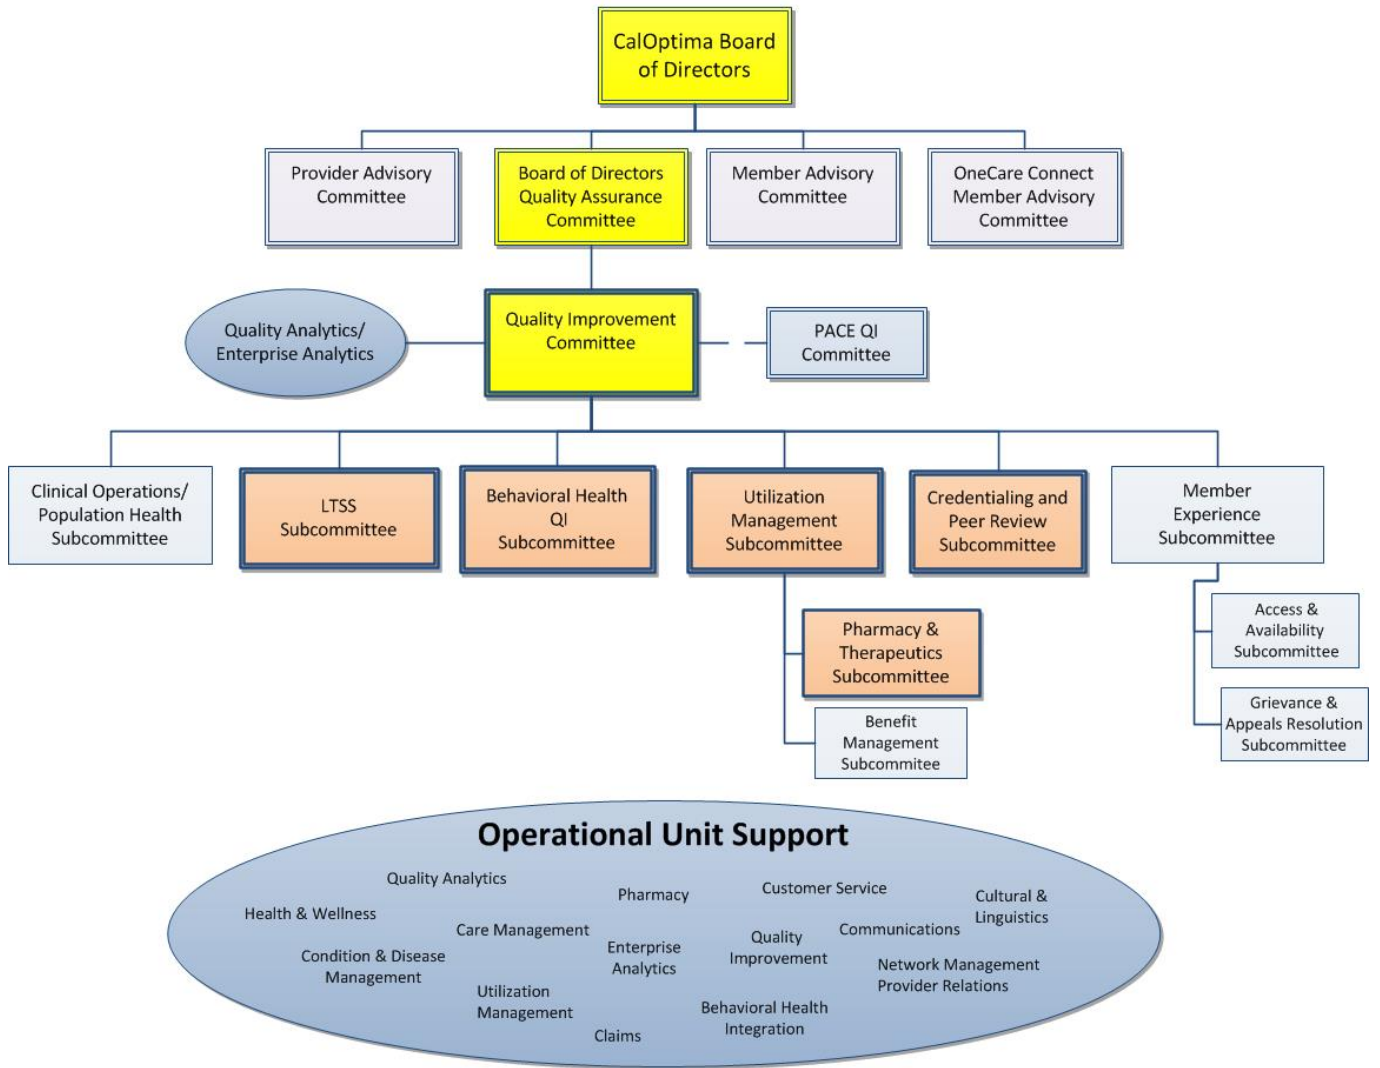 CalOptima Board
of Directors
Provider Advisory
Committee
Board of Directors
Quality Assurance
Committee
Member Advisory
Committee
OneCare Connect
Member Advisory
Committee
Quality Analytics/
Enterprise Analytics
Quality Improvement
Committee
PACE QI
Committee
Clinical Operations/
Population Health
Subcommittee
LTSS
Subcommittee
Behavioral Health
QI
Subcommittee
Utilization
Management
Subcommittee
Credentialing and
Peer Review
Subcommittee
Member
Experience
Subcommittee
Pharmacy &
Therapeutics
Subcommittee
Benefit
Management
Subcommitee
Access &
Availability
Subcommittee
Grievance &
Appeals Resolution
Subcommittee
Operational Unit Support
Quality Analytics
Pharmacy
Customer Service
Cultural &
Linguistics
Health & Wellness
Care Management
Communications
Condition & Disease
Management
Enterprise
Analytics
Quality
Improvement
Network Management
Provider Relations
Utilization
Management
Behavioral Health
Integration
Claims